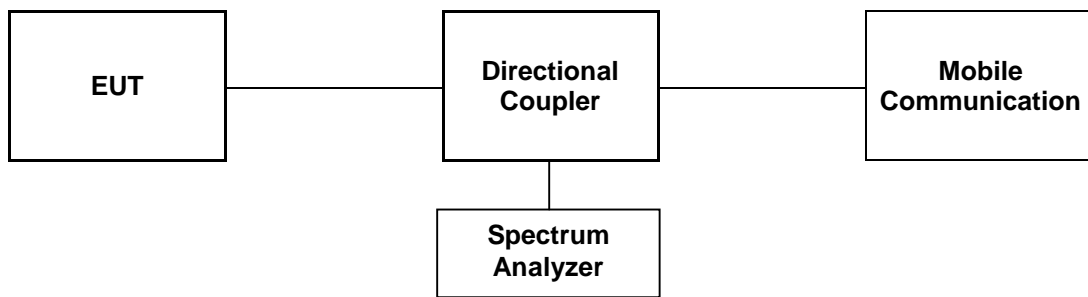 EUT
Directional
Coupler
Mobile
Communication
Spectrum
Analyzer